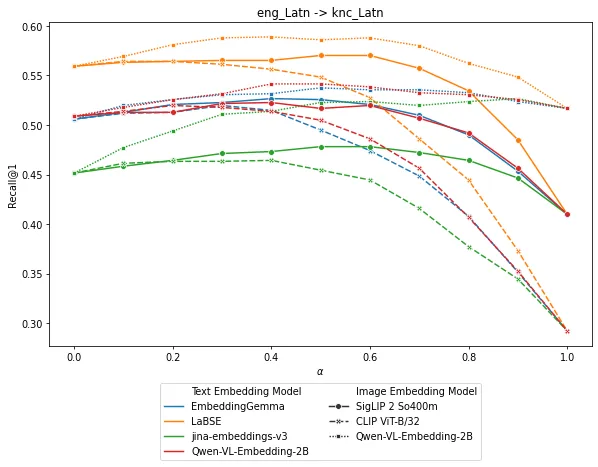 eng_Latn -> knc_Latn
0.60
0.55
0.50
0.45
0.40
0.35
0.30
Recall@1
0.0 0.2 0.4 0.6 0.8 1.0
α
Text Embedding Model Image Embedding Model
EmbeddingGemma SigLIP 2 So400m
LaBSE CLIP ViT-B/32
jina-embeddings-v3 Qwen-VL-Embedding-2B
Qwen-VL-Embedding-2B